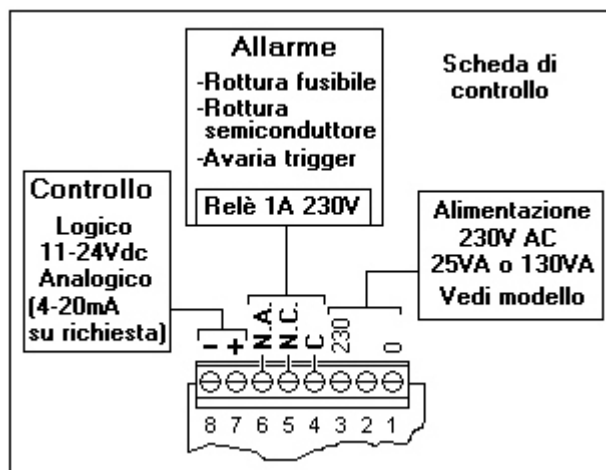 Allarme
-Rottura fusibile
-Rottura
semiconduttore
-Avaria trigger
Relè 1A 230V
Scheda di
controllo
Controllo
Logico
11-24Vdc
Analogico
(4-20mA
su richiesta)
Alimentazione
230V AC
25VA o 130VA
Vedi modello
- + N.A. N.C. C 230 0
8 7 6 5 4 3 2 1